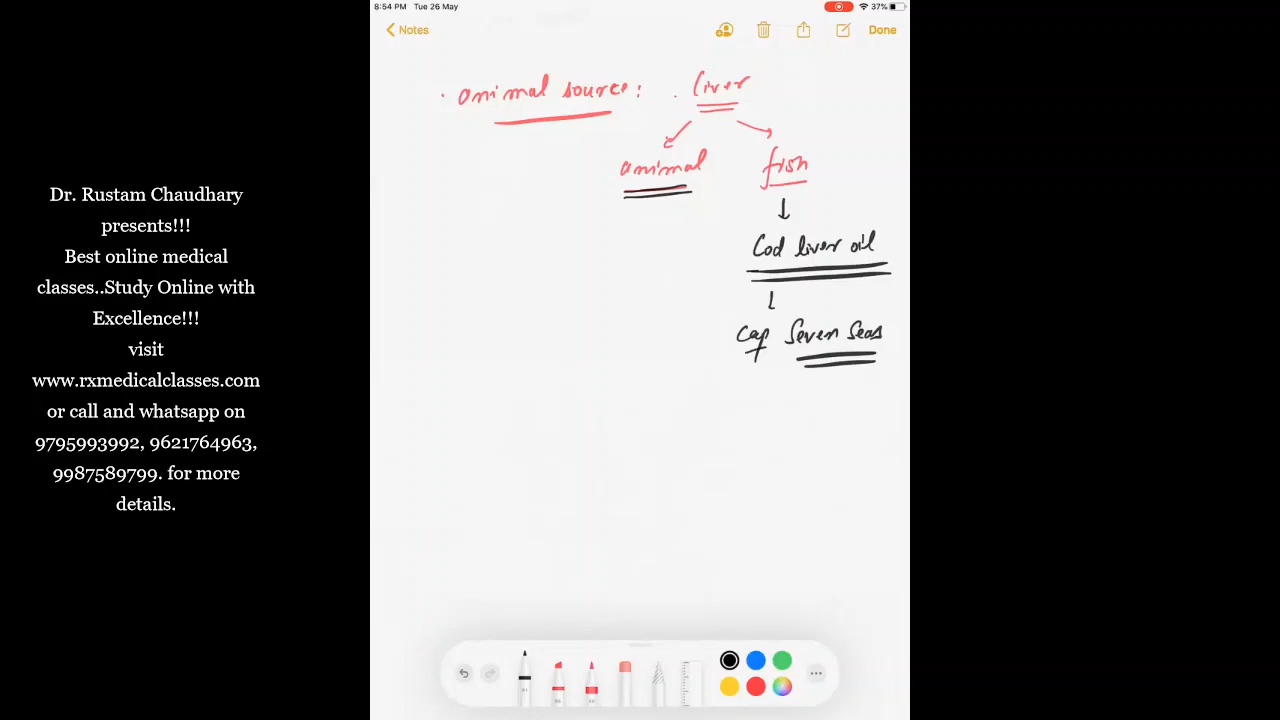 8:54 PM Tue 26 May 37%
Notes Done
Dr. Rustam Chaudhary
presents!!!
Best online medical
classes..Study Online with
Excellence!!!
visit
www.rxmedicalclasses.com
or call and whatsapp on
9795993992, 9621764963,
9987589799. for more
details.
. animal source: . liver
animal fish
Cod liver oil
Cap Seven Seas